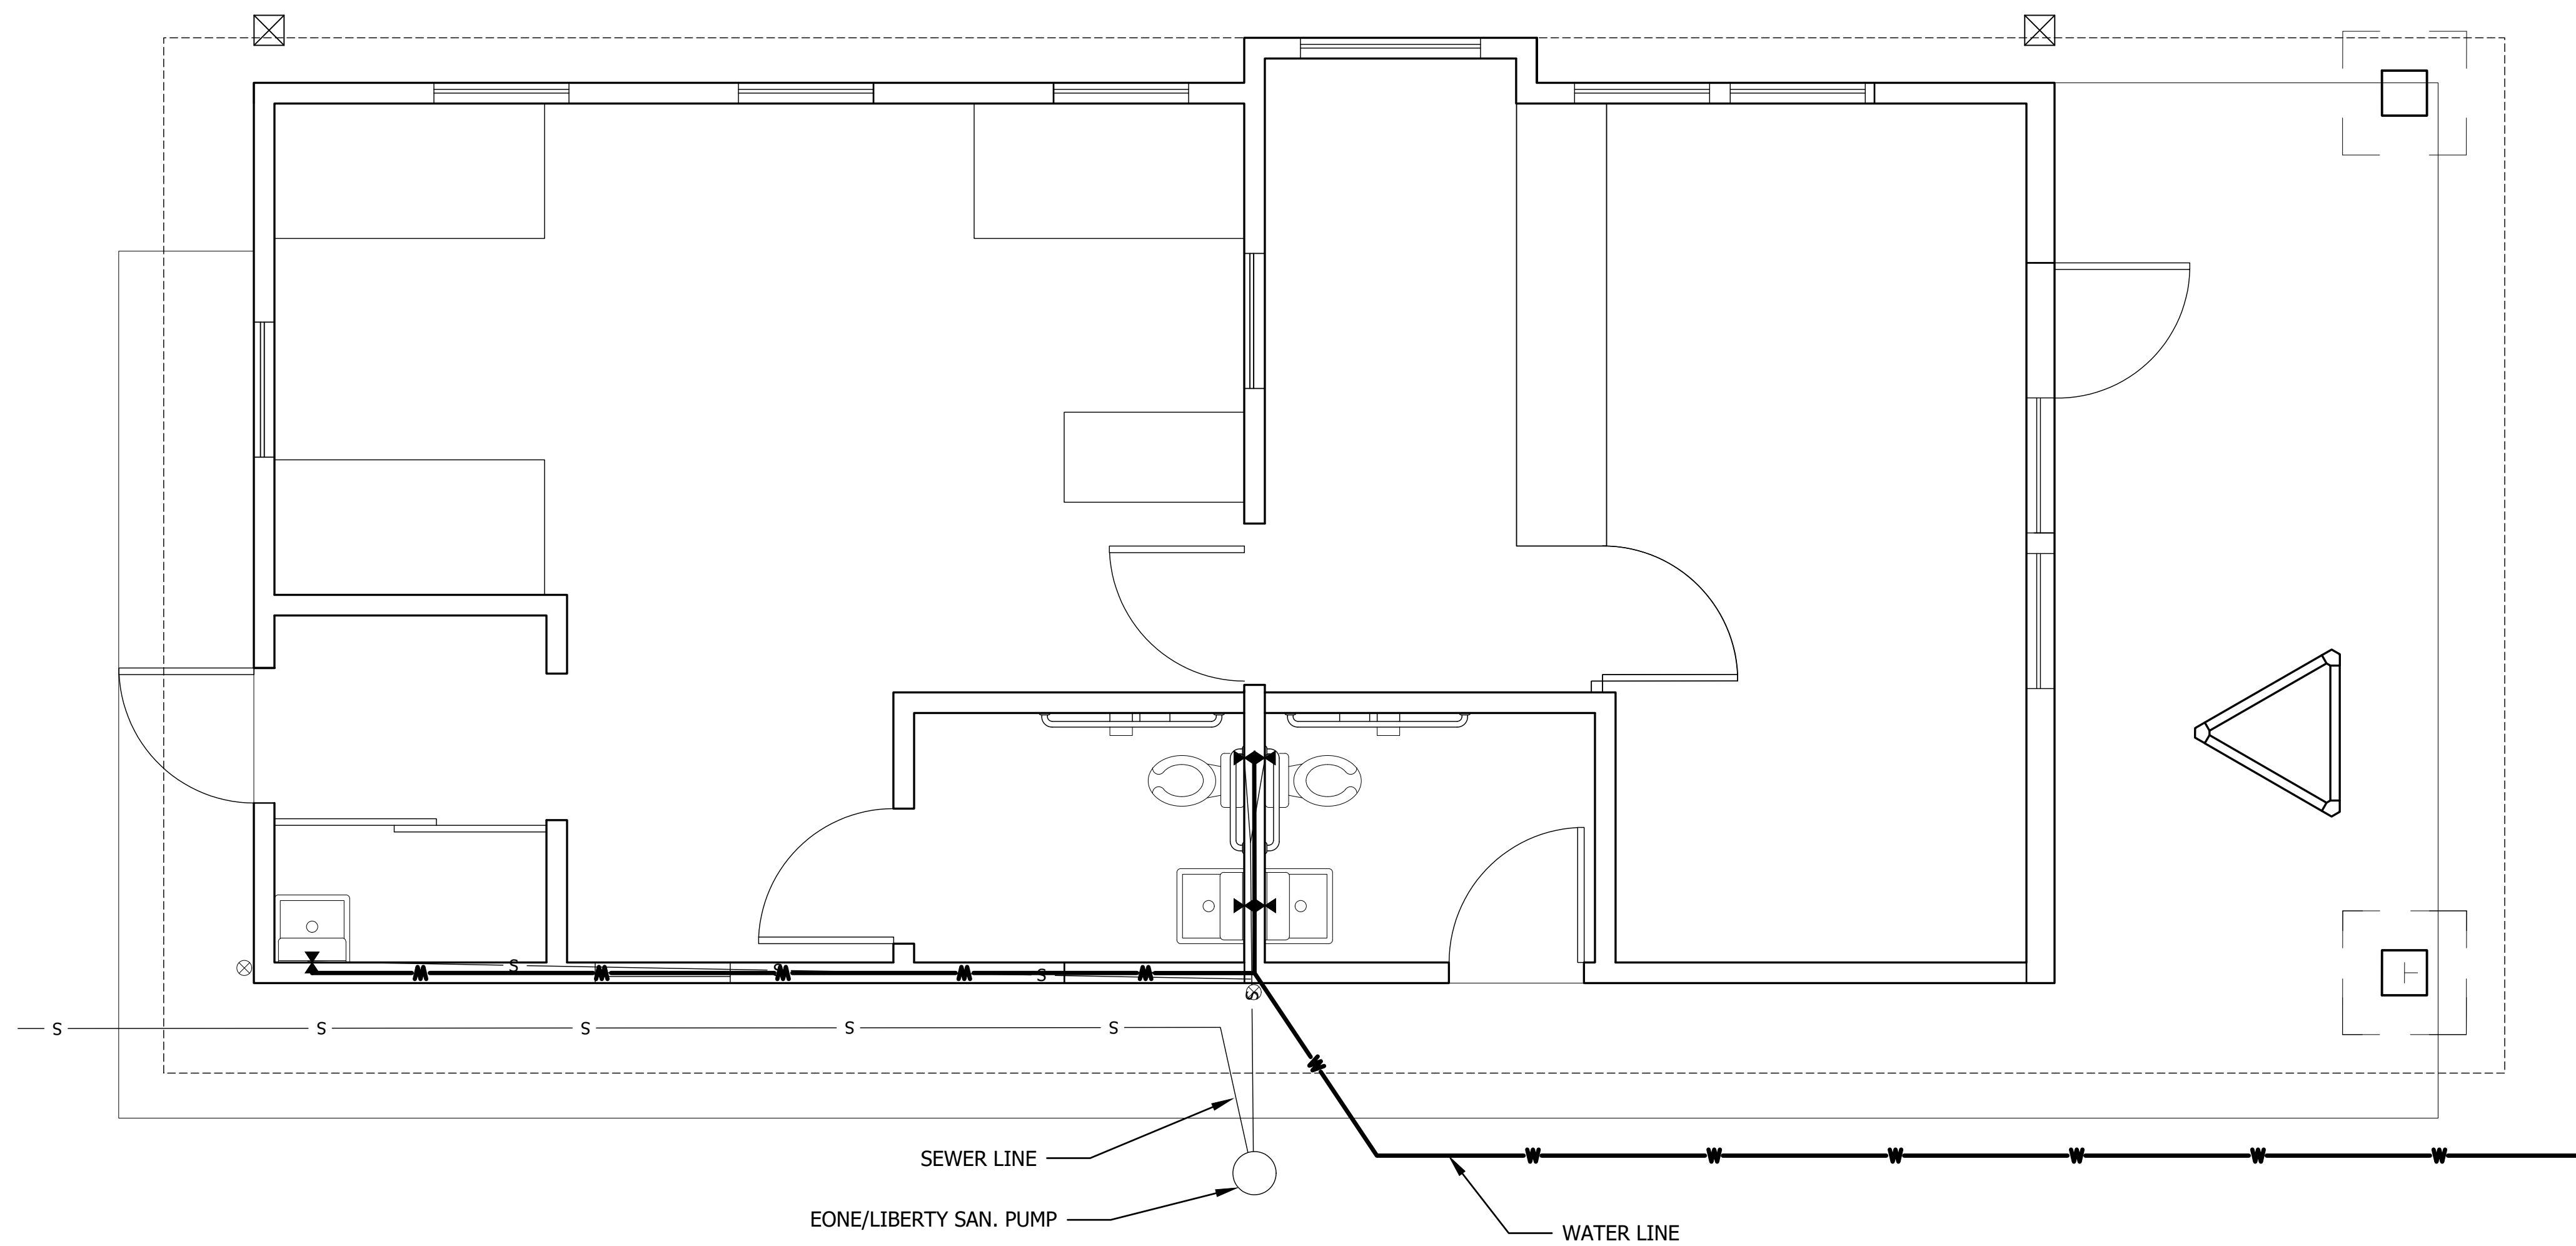 W W W W W
S S S
S
S S S S S
W
SEWER LINE
W W W W W W
EONE/LIBERTY SAN. PUMP
WATER LINE